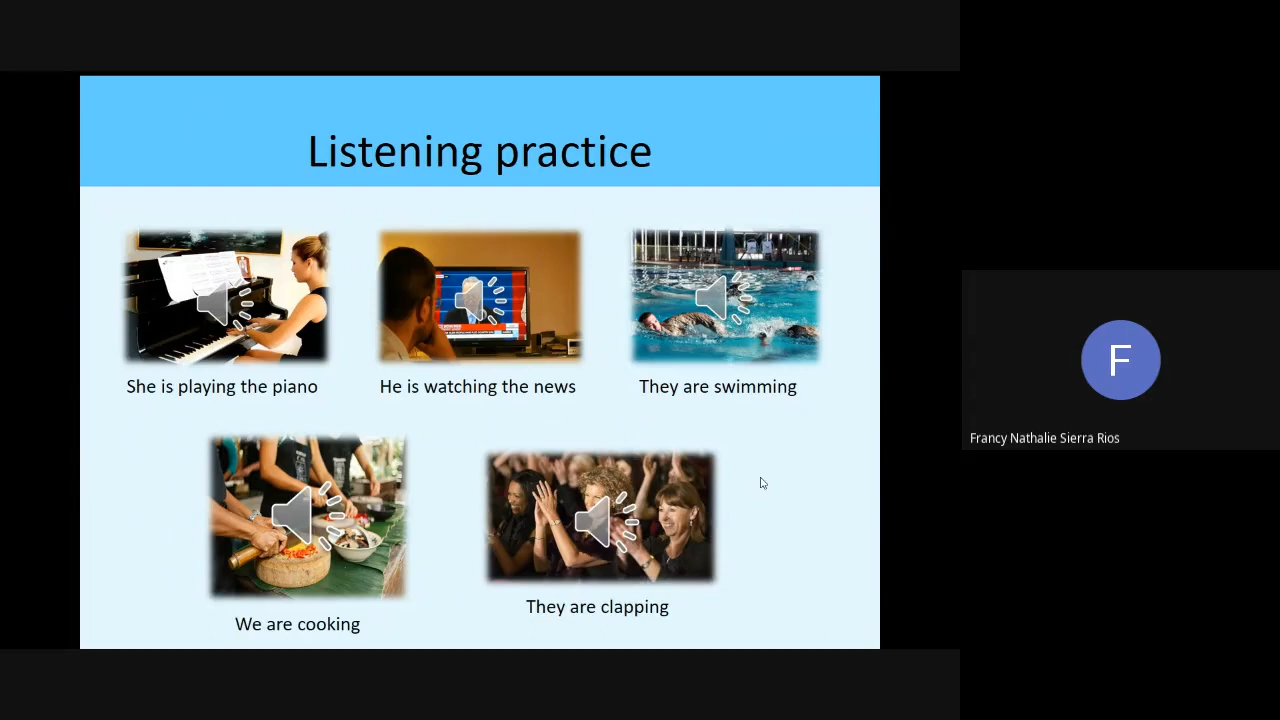 Listening practice
She is playing the piano
He is watching the news
They are swimming
We are cooking
They are clapping
F
Francy Nathalie Sierra Rios